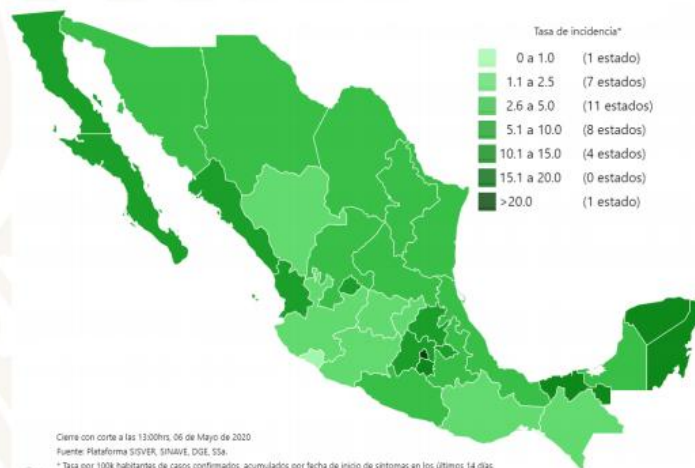 Tasa de incidencia*
0 a 1.0 (1 estado)
1.1 a 2.5 (7 estados)
2.6 a 5.0 (11 estados)
5.1 a 10.0 (8 estados)
10.1 a 15.0 (4 estados)
15.1 a 20.0 (0 estados)
>20.0 (1 estado)
Cierre con corte a las 13:00hrs, 06 de Mayo de 2020
Fuente: Plataforma SISVER, SINAVE, DGE, SSa.
* Tasa por 100k habitantes de casos confirmados, acumulados por fecha de inicio de síntomas en los últimos 14 días.